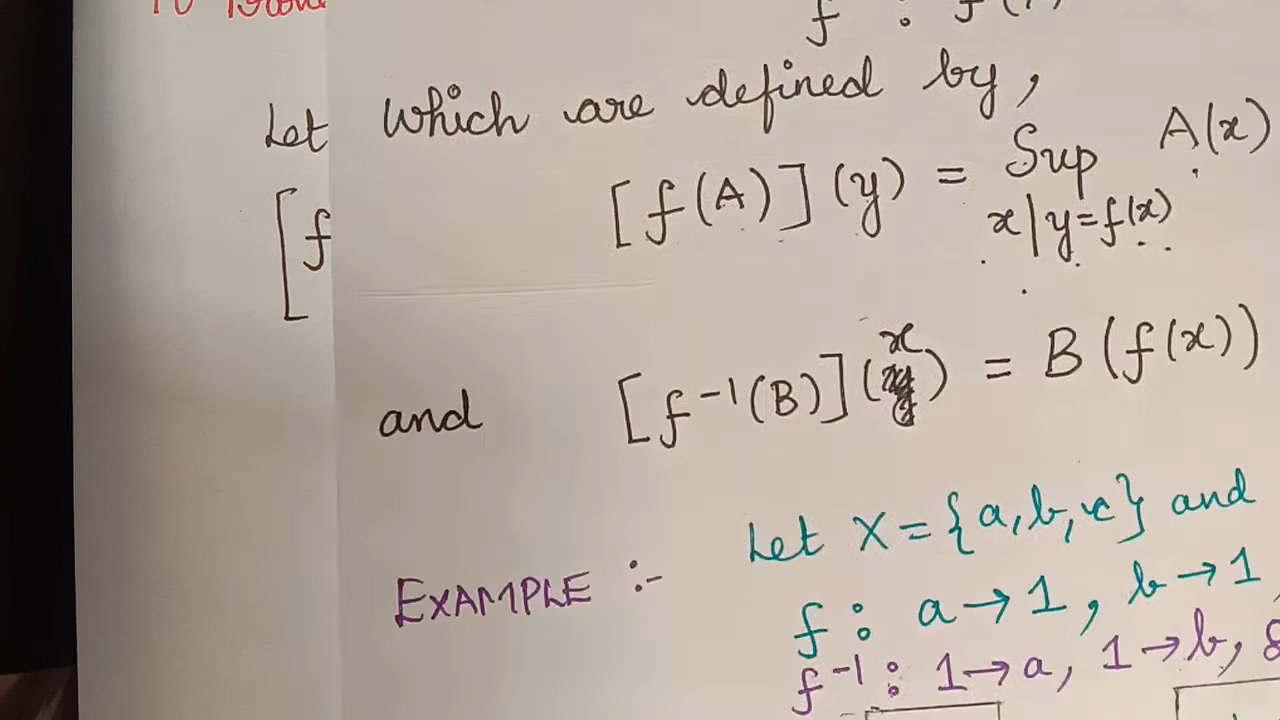 Let
[f
which are defined by,
[f(A)](y) = Sup A(x)
x|y=f(x)
and [f⁻¹(B)](x) = B(f(x))
EXAMPLE :-
Let X={a,b,c} and
f : a→1, b→1,
f⁻¹ : 1→a, 1→b,